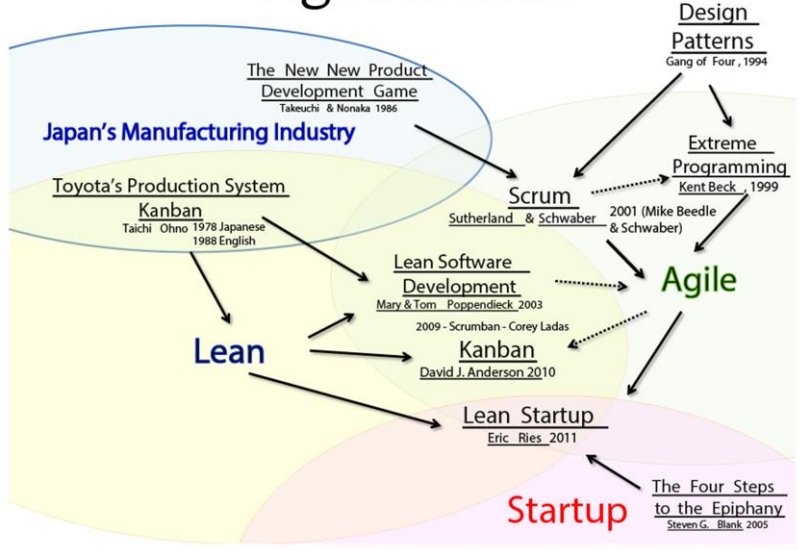 Design
Patterns
Gang of Four , 1994
The New New Product
Development Game
Takeuchi & Nonaka 1986
Japan's Manufacturing Industry
Extreme
Programming
Kent Beck , 1999
Toyota's Production System
Kanban
Taichi Ohno 1978 Japanese
1988 English
Scrum
Sutherland & Schwaber
2001 (Mike Beedle
& Schwaber)
Lean Software
Development
Mary & Tom Poppendieck 2003
Agile
2009 - Scrumban - Corey Ladas
Kanban
David J. Anderson 2010
Lean
Lean Startup
Eric Ries 2011
Startup
The Four Steps
to the Epiphany
Steven G. Blank 2005